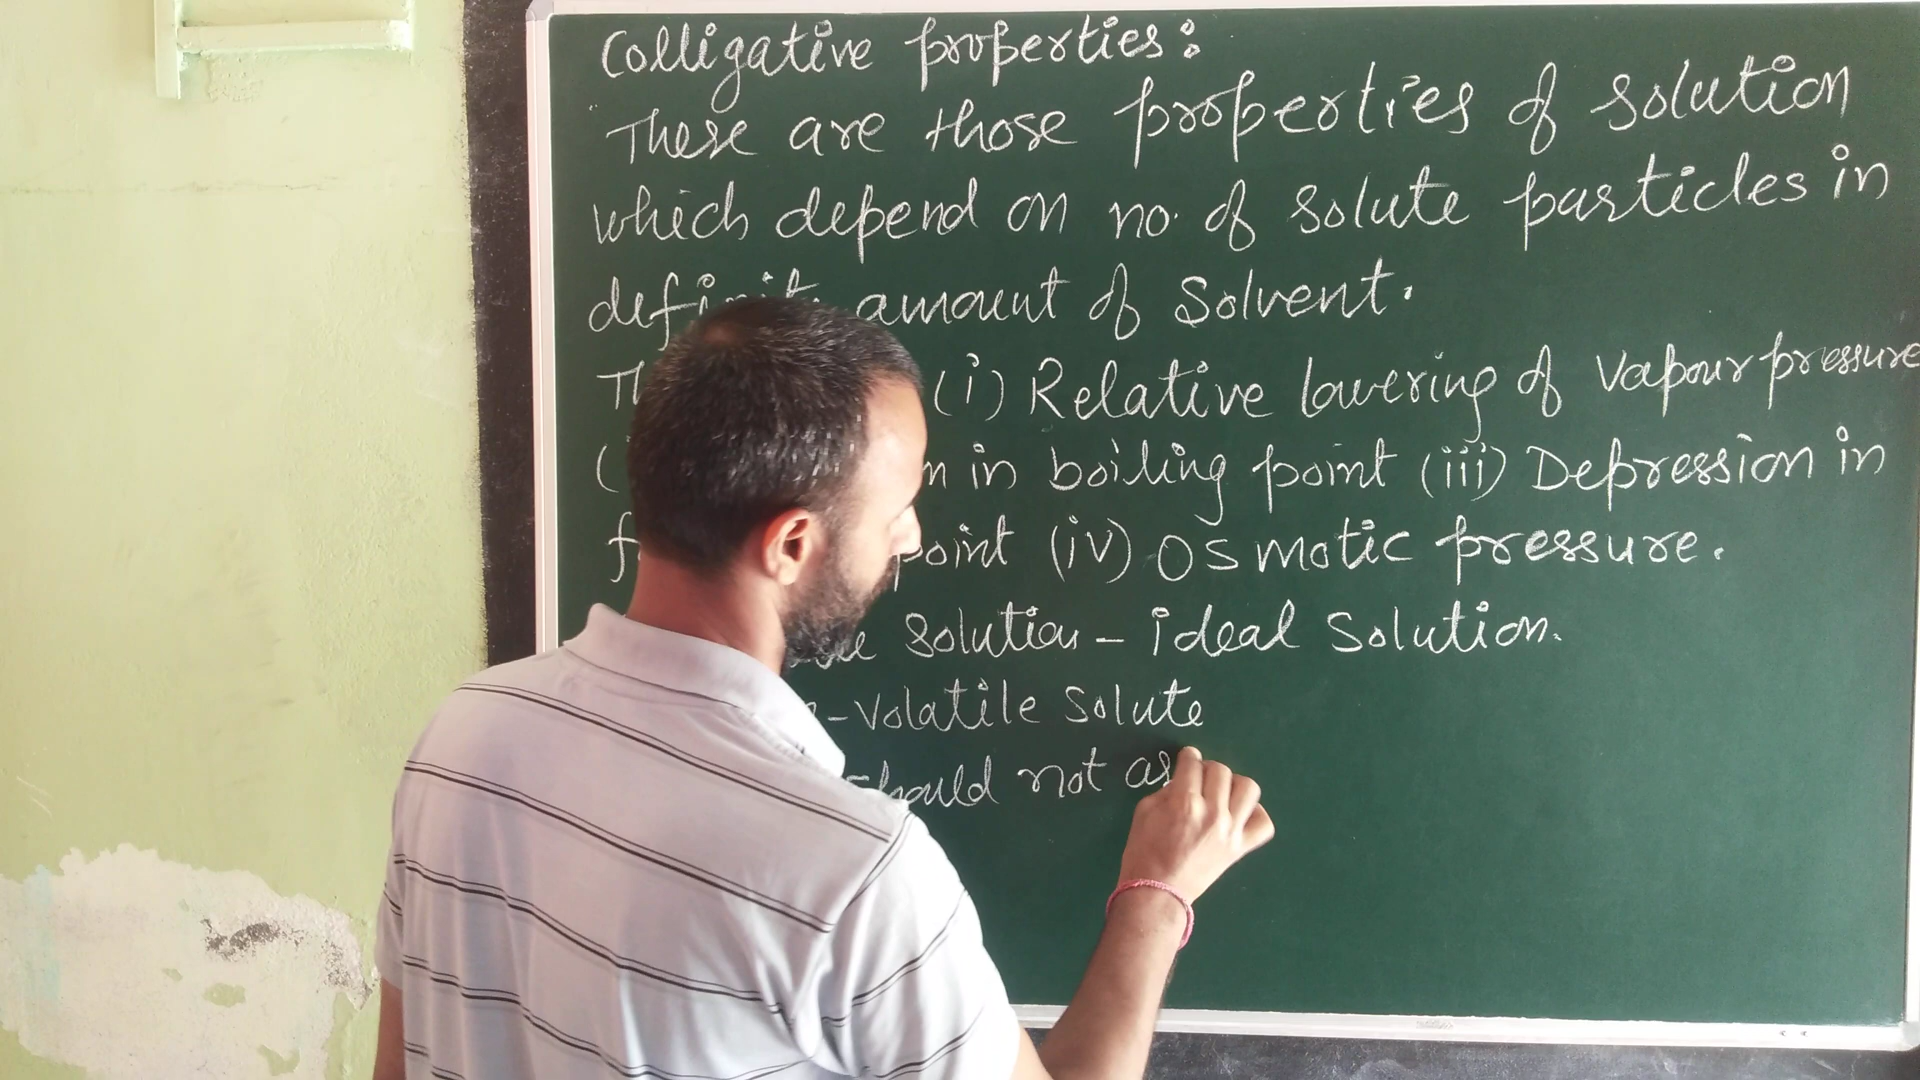 Colligative properties:
These are those properties of solution
which depend on no. of solute particles in
amount of Solvent.
(i) Relative lowering of Vapour pressure
in boiling point (iii) Depression in
point (iv) Osmotic pressure.
Solution - ideal Solution.
-Volatile Solute
should not as